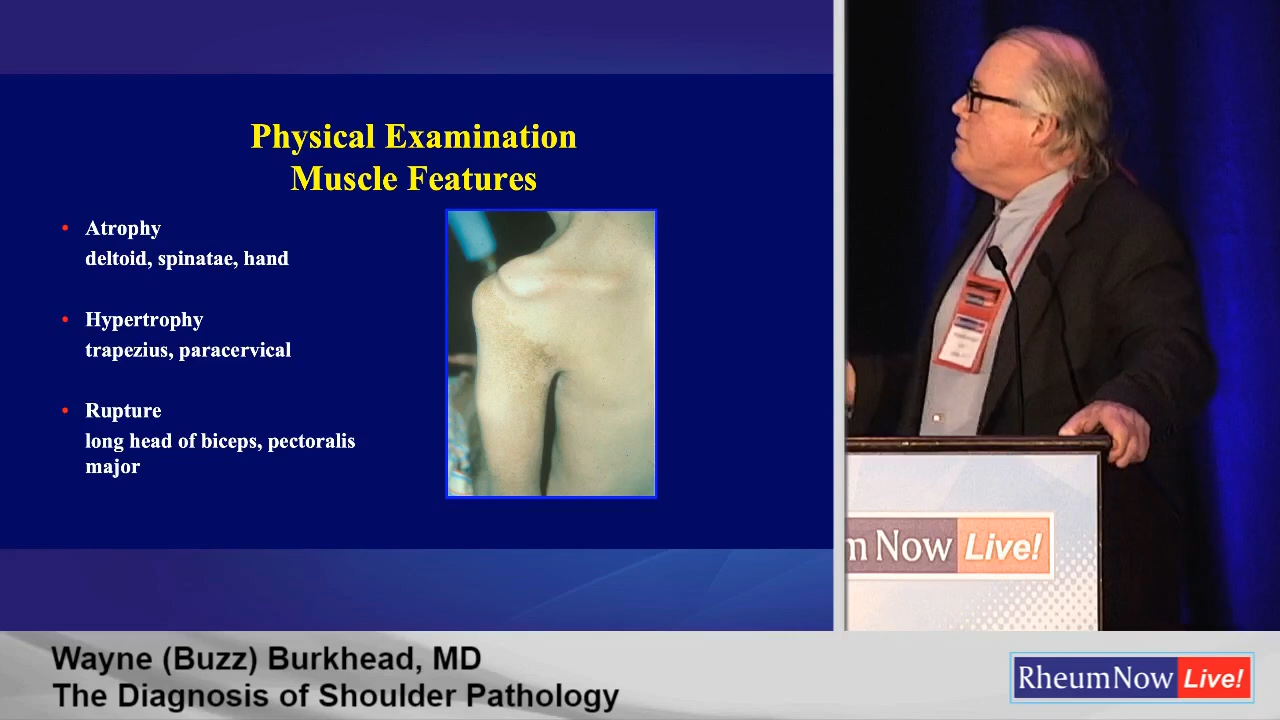 Physical Examination
Muscle Features
• Atrophy
deltoid, spinatae, hand
• Hypertrophy
trapezius, paracervical
• Rupture
long head of biceps, pectoralis
major
m Now Live!
Wayne (Buzz) Burkhead, MD
The Diagnosis of Shoulder Pathology
RheumNow Live!